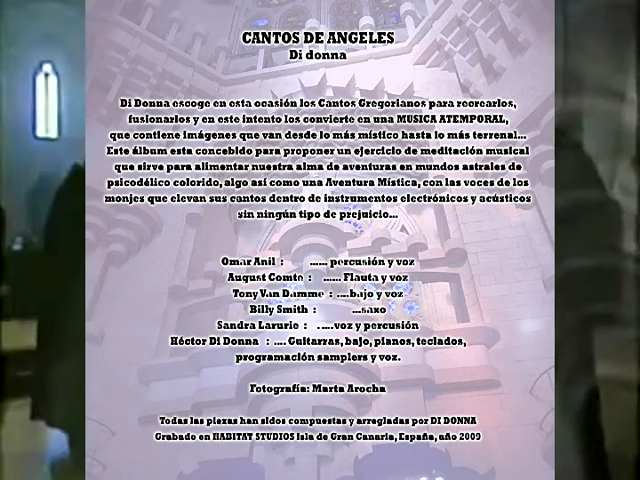 CANTOS DE ANGELES
Di donna
Di Donna escoge en esta ocasión los Cantos Gregorianos para recrearlos,
fusionarlos y en este intento los convierte en una MUSICA ATEMPORAL,
que contiene imágenes que van desde lo más místico hasta lo más terrenal...
Este álbum esta concebido para proponer un ejercicio de meditación musical
que sirve para alimentar nuestra alma de aventuras en mundos astrales de
psicodélico colorido, algo así como una Aventura Mística, con las voces de los
monjes que elevan sus cantos dentro de instrumentos electrónicos y acústicos
sin ningún tipo de prejuicio...
Omar Anil : ...... percusión y voz
August Comte : ...... Flauta y voz
Tony Van Damme : ....bajo y voz
Billy Smith : ...saxo
Sandra Larurie : .....voz y percusión
Héctor Di Donna : .... Guitarras, bajo, pianos, teclados,
programación samplers y voz.
Fotografía: Marta Arocha
Todas las piezas han sidos compuestas y arregladas por DI DONNA
Grabado en HABITAT STUDIOS isla de Gran Canaria, España, año 2009